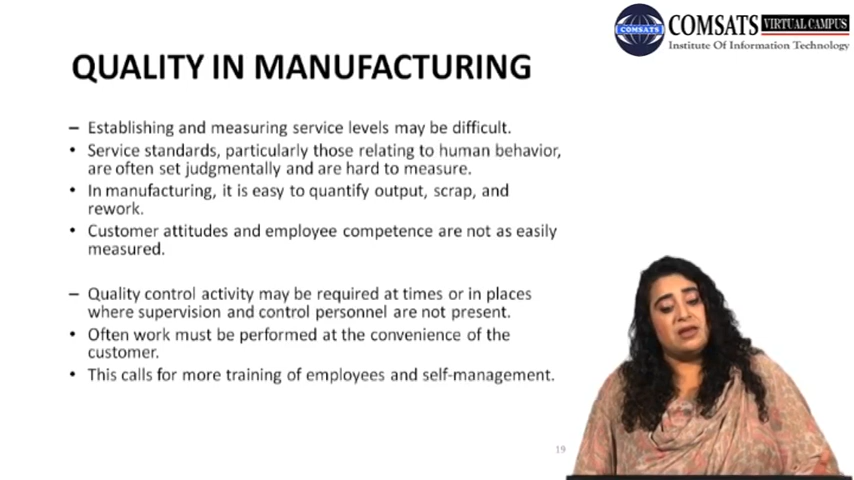 COMSATS VIRTUAL CAMPUS
COMSATS Institute Of Information Technology
QUALITY IN MANUFACTURING
– Establishing and measuring service levels may be difficult.
• Service standards, particularly those relating to human behavior,
are often set judgmentally and are hard to measure.
• In manufacturing, it is easy to quantify output, scrap, and
rework.
• Customer attitudes and employee competence are not as easily
measured.
– Quality control activity may be required at times or in places
where supervision and control personnel are not present.
• Often work must be performed at the convenience of the
customer.
• This calls for more training of employees and self-management.
19